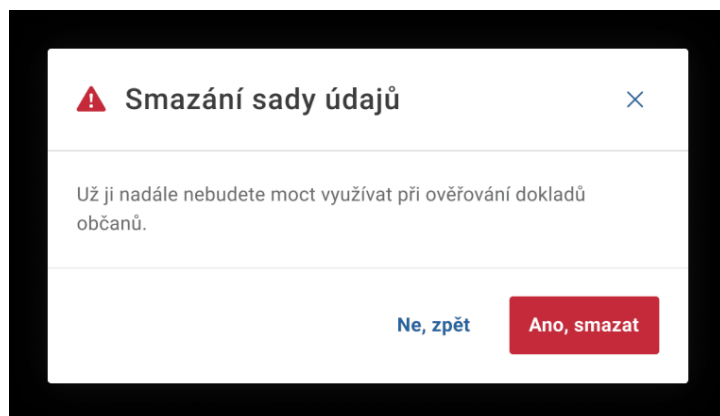 Smazání sady údajů
Už ji nadále nebudete moct využívat při ověřování dokladů
občanů.
Ne, zpět
Ano, smazat